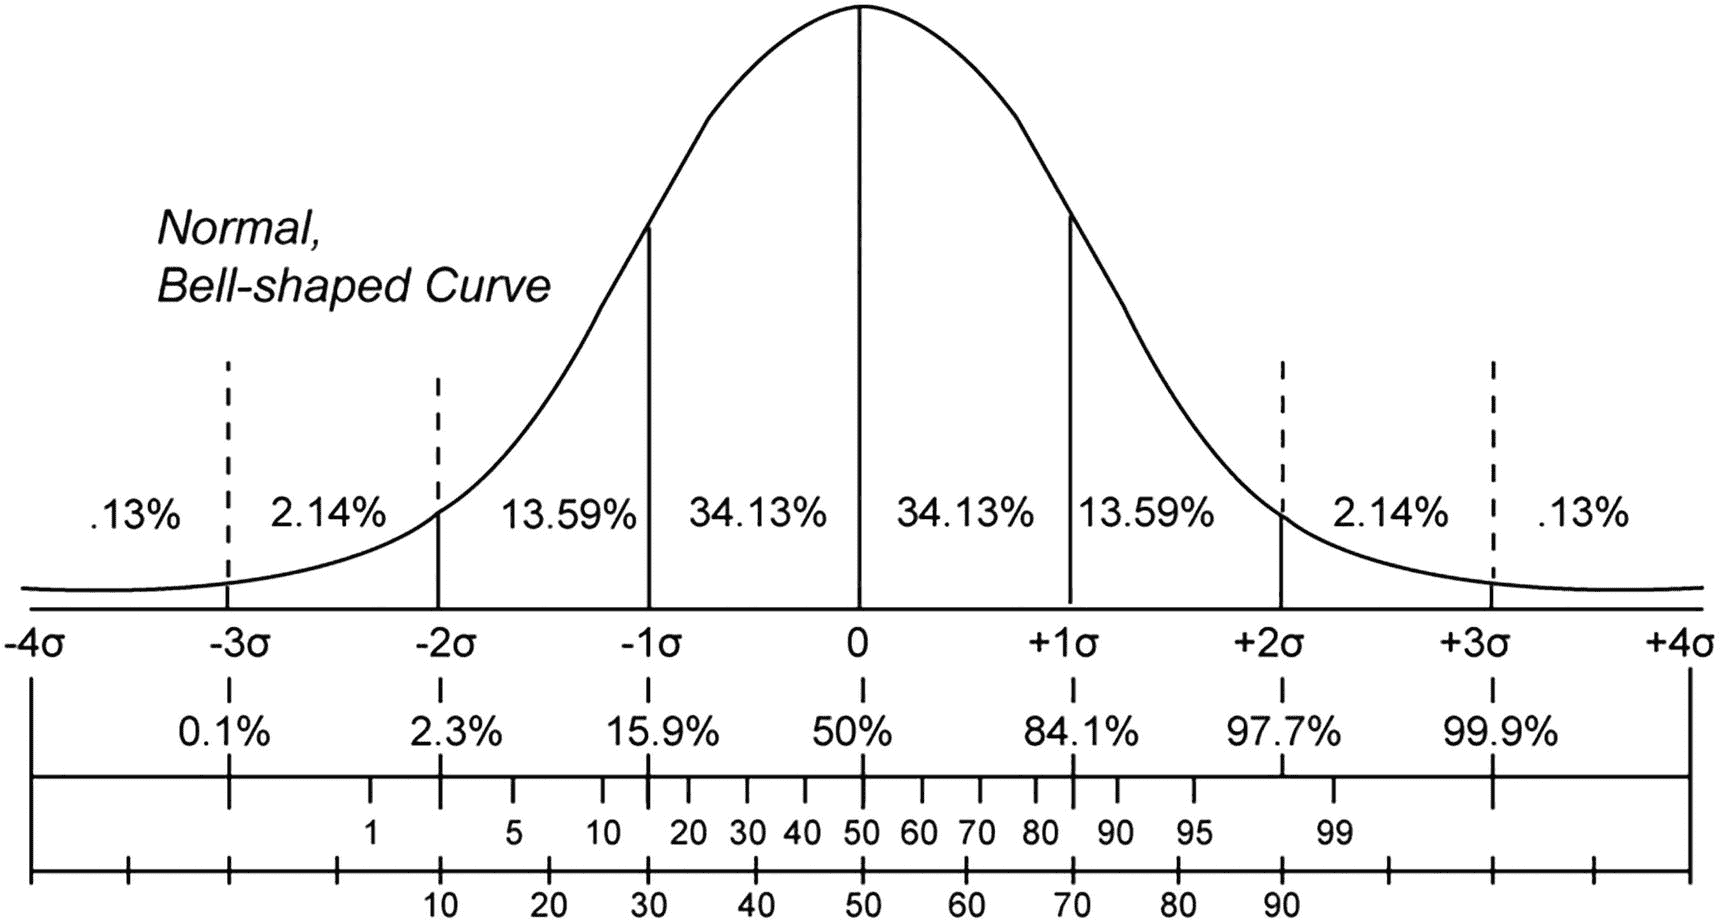 Normal,
Bell-shaped Curve
.13% 2.14% 13.59% 34.13% 34.13% 13.59% 2.14% .13%
-4σ -3σ -2σ -1σ 0 +1σ +2σ +3σ +4σ
0.1% 2.3% 15.9% 50% 84.1% 97.7% 99.9%
1 5 10 20 30 40 50 60 70 80 90 95 99
10 20 30 40 50 60 70 80 90